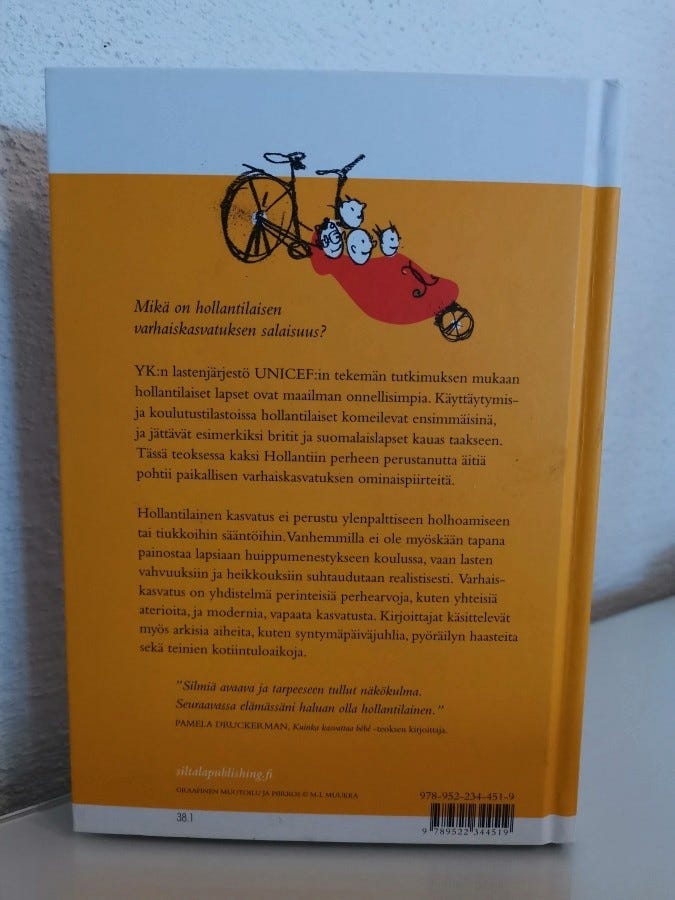 Mikä on hollantilaisen
varhaiskasvatuksen salaisuus?
YK:n lastenjärjestö UNICEF:in tekemän tutkimuksen mukaan
hollantilaiset lapset ovat maailman onnellisimpia. Käyttäytymis-
ja koulutustilastoissa hollantilaiset komeilevat ensimmäisinä,
ja jättävät esimerkiksi britit ja suomalaislapset kauas taakseen.
Tässä teoksessa kaksi Hollantiin perheen perustanutta äitiä
pohtii paikallisen varhaiskasvatuksen ominaispiirteitä.
Hollantilainen kasvatus ei perustu ylenpalttiseen holhoamiseen
tai tiukkoihin sääntöihin. Vanhemmilla ei ole myöskään tapana
painostaa lapsiaan huippumenestykseen koulussa, vaan lasten
vahvuuksiin ja heikkouksiin suhtaudutaan realistisesti. Varhais-
kasvatus on yhdistelmä perinteisiä perhearvoja, kuten yhteisiä
aterioita, ja modernia, vapaata kasvatusta. Kirjoittajat käsittelevät
myös arkisia aiheita, kuten syntymäpäiväjuhlia, pyöräilyn haasteita
sekä teinien kotiintuloaikoja.
"Silmiä avaava ja tarpeeseen tullut näkökulma.
Seuraavassa elämässäni haluan olla hollantilainen."
PAMELA DRUCKERMAN, Kuinka kasvattaa bébé -teoksen kirjoittaja.
siltalapublishing.fi
GRAAFINEN MUOTOILU JA PIIRROS © M-L MUUKKA
38.1
978-952-234-451-9
9 789522 344519